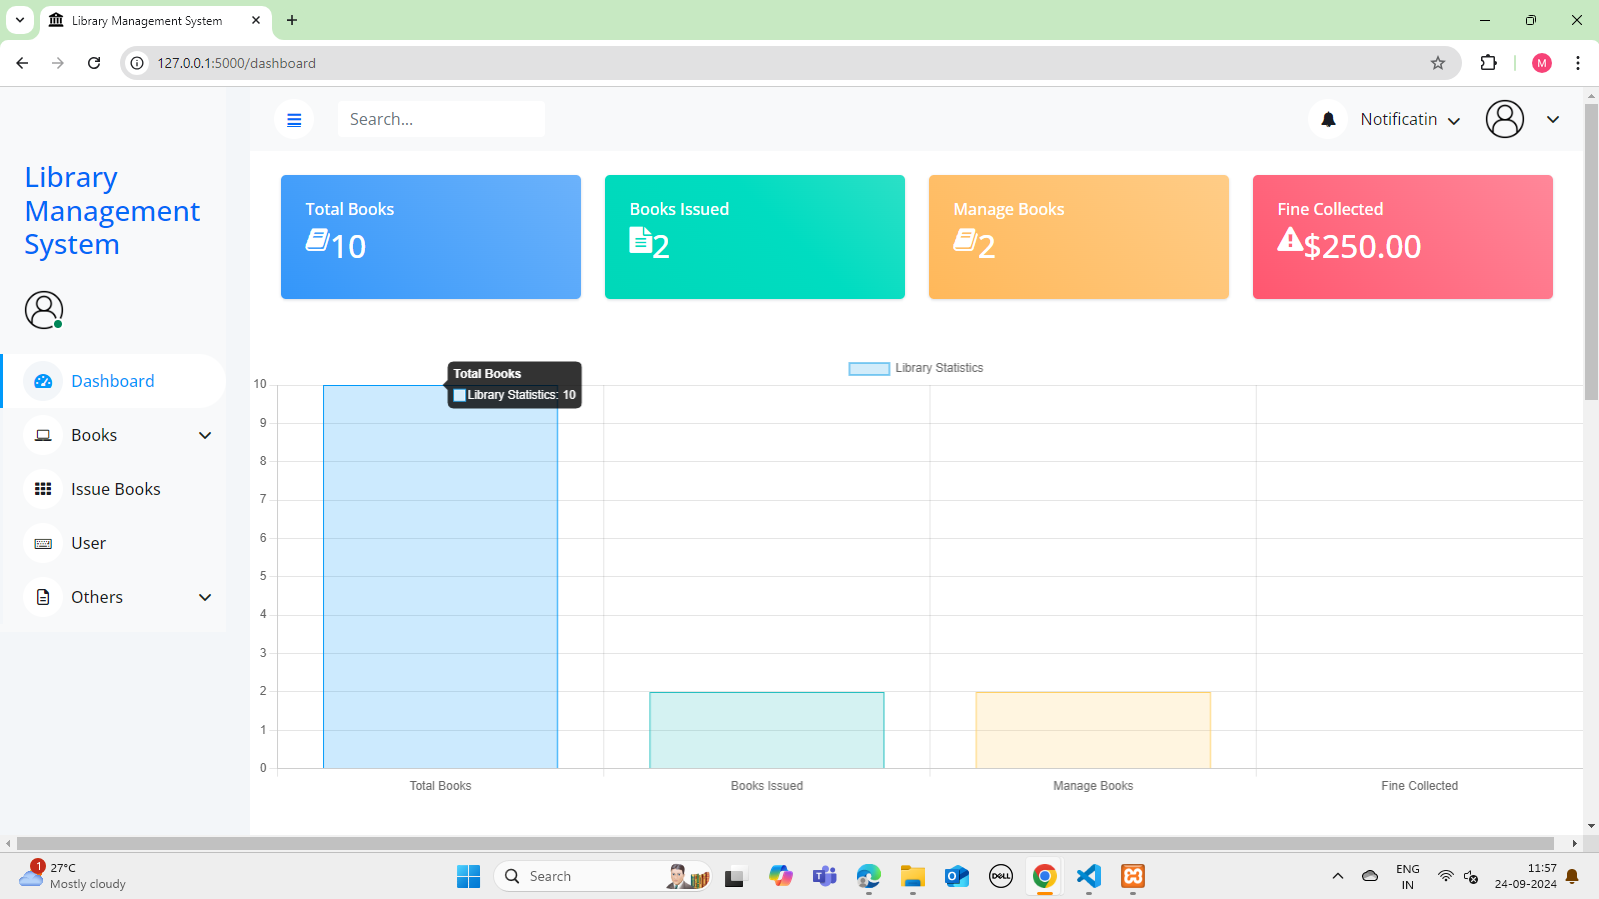 Library Management System
127.0.0.1:5000/dashboard
M
Search...
Notificatin
Library
Management
System
Dashboard
Books
Issue Books
User
Others
Total Books
10
Books Issued
2
Manage Books
2
Fine Collected
$250.00
Library Statistics
Total Books
Library Statistics: 10
10
9
8
7
6
5
4
3
2
1
0
Total Books
Books Issued
Manage Books
Fine Collected
1
27°C
Mostly cloudy
Search
DELL
ENG
IN
11:57
24-09-2024